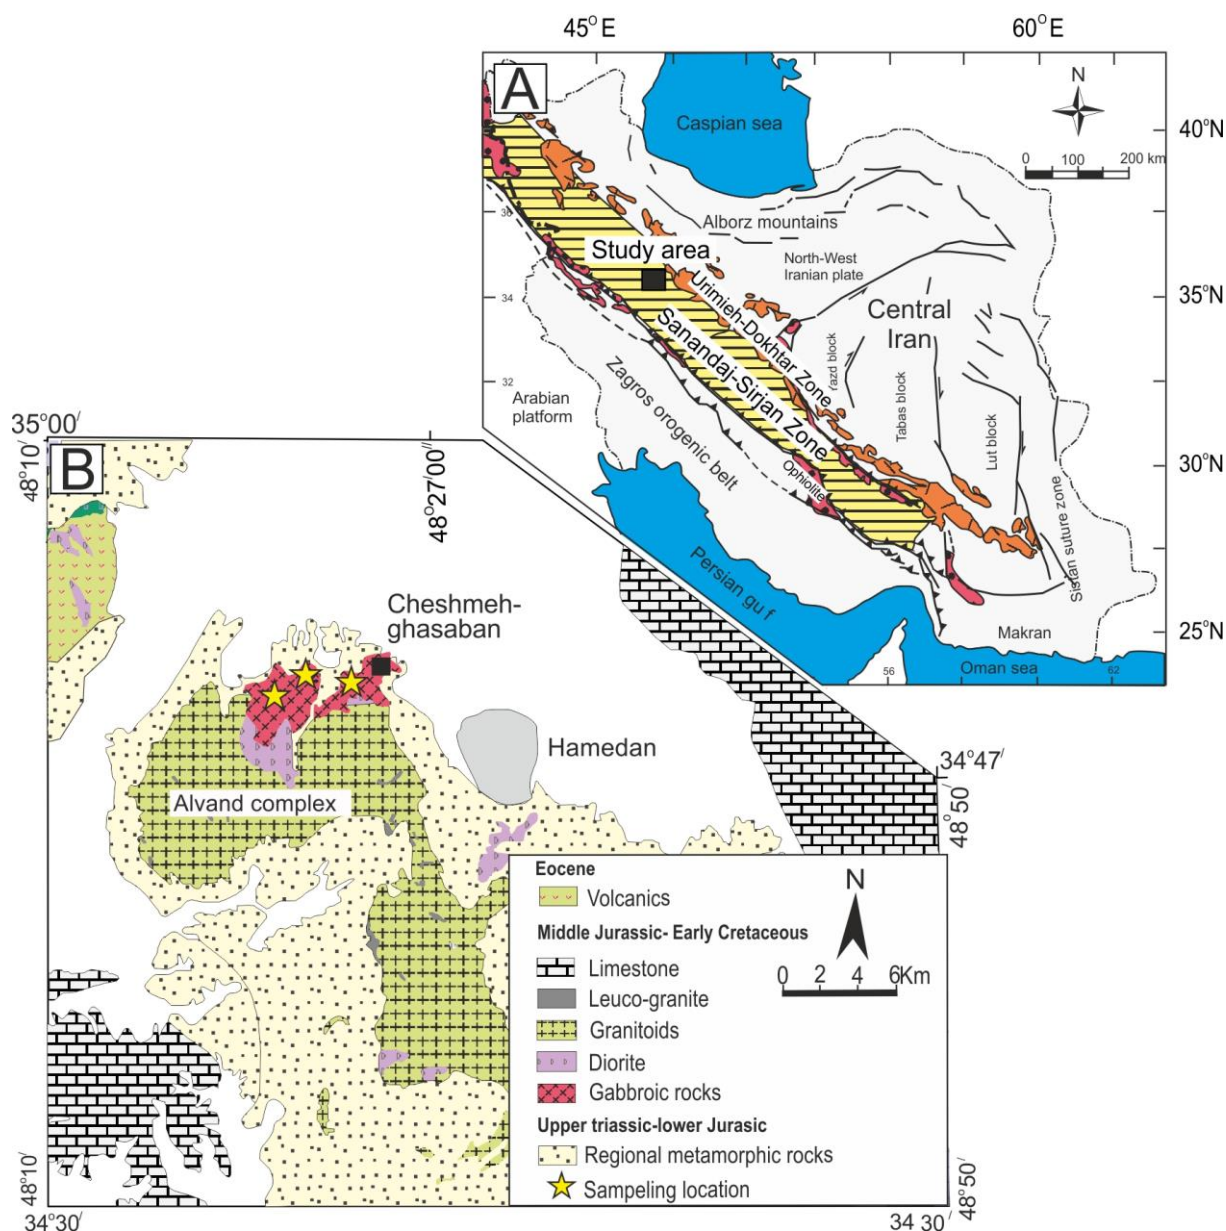 45°E
60°E
A
N
Caspian sea
40°N
0 100 200 km
36
Alborz mountains
Study area
North-West
Iranian plate
34
35°N
Urimieh-Dokhtar Zone
Central
Iran
Sanandaj-Sirjan Zone
32
Yazd block
Tabas block
Lut block
Zagros orogenic belt
Arabian
platform
30°N
Ophiolite
Sistan suture zone
Persian gu f
Makran
25°N
56
Oman sea
62
35°00/
48°10/
B
48°27/00//
Cheshmeh-
ghasaban
Hamedan
34°47/
48°50/
Alvand complex
Eocene
Volcanics
N
Middle Jurassic- Early Cretaceous
Limestone
0 2 4 6Km
Leuco-granite
Granitoids
Diorite
Gabbroic rocks
Upper triassic-lower Jurasic
Regional metamorphic rocks
Sampeling location
48°10/
48°50/
34°30/
34 30/